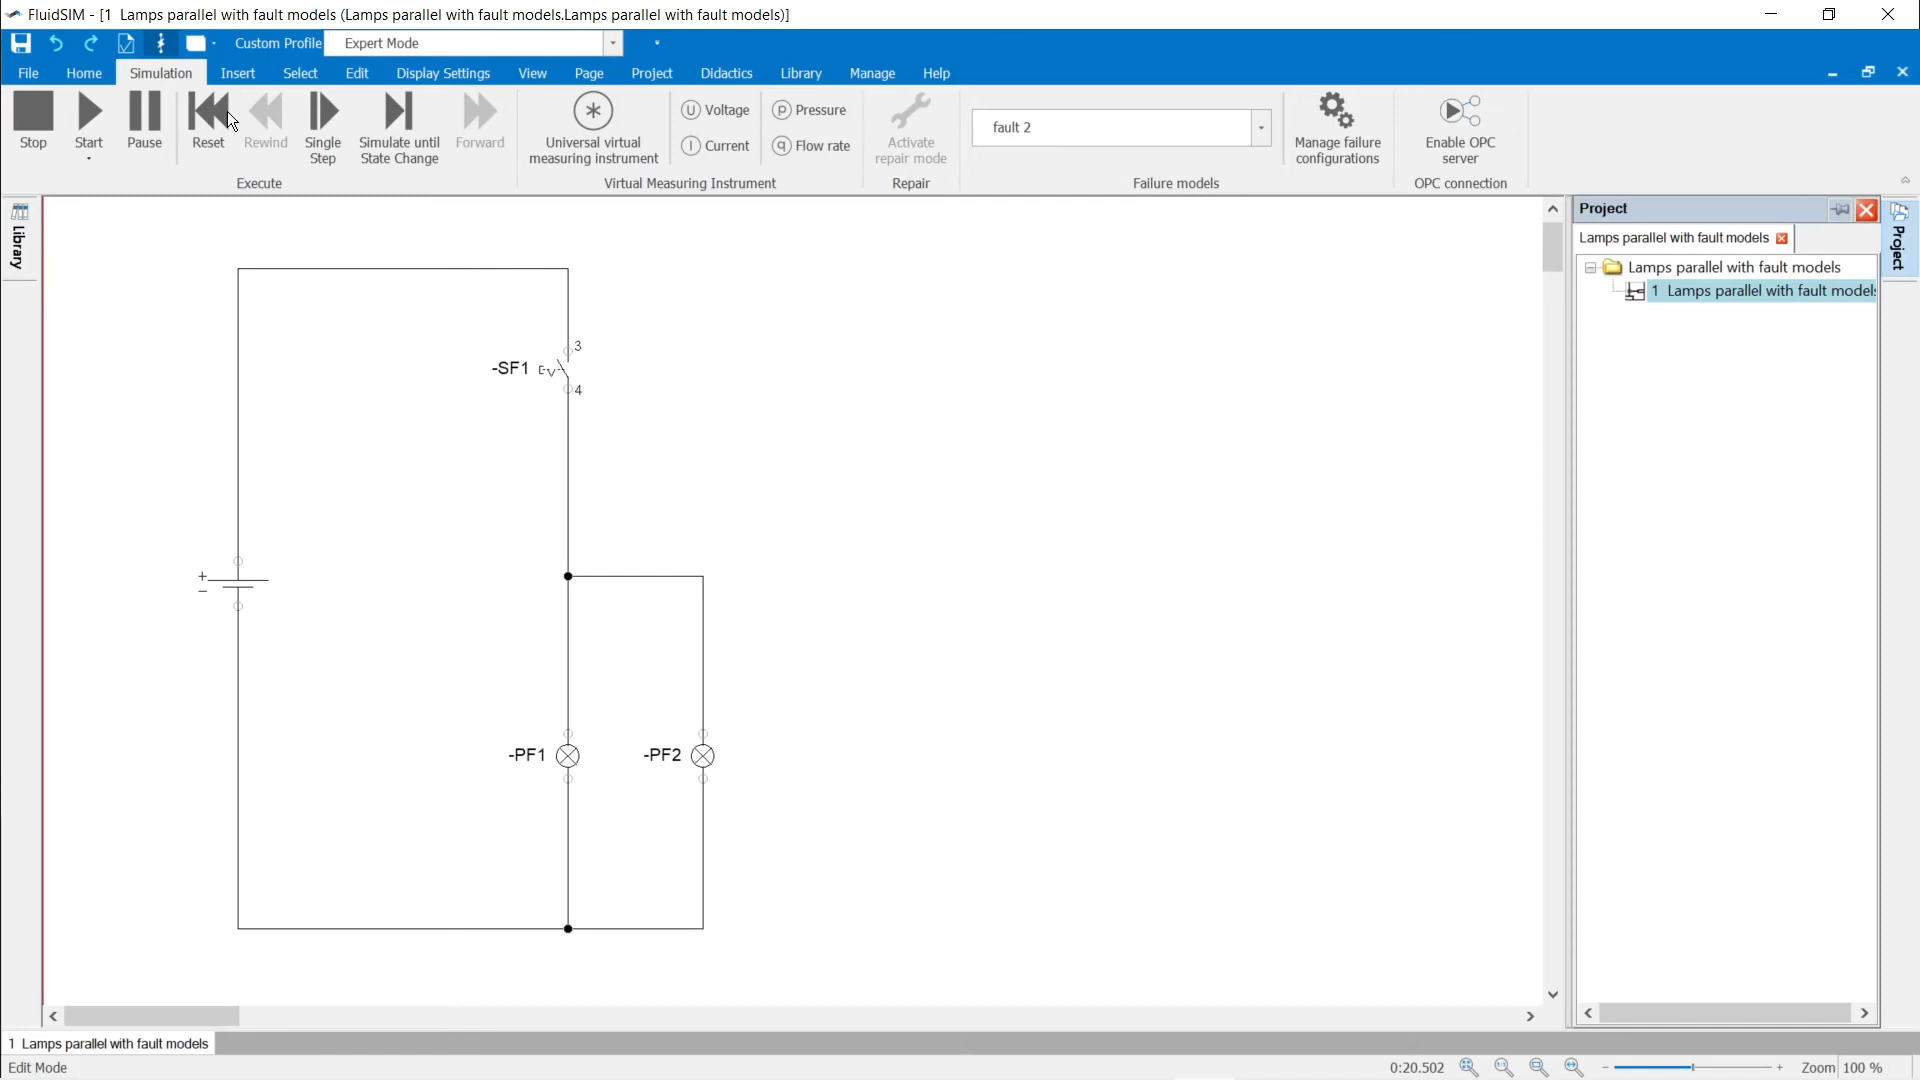 FluidSIM - [1 Lamps parallel with fault models (Lamps parallel with fault models.Lamps parallel with fault models)]
Custom Profile Expert Mode
File Home Simulation Insert Select Edit Display Settings View Page Project Didactics Library Manage Help
Stop
Start
Pause
Reset
Rewind
Single
Step
Simulate until
State Change
Forward
Execute
Universal virtual
measuring instrument
U Voltage
I Current
P Pressure
q Flow rate
Virtual Measuring Instrument
Activate
repair mode
Repair
fault 2
Manage failure
configurations
Failure models
Enable OPC
server
OPC connection
Library
3
-SF1
4
+
−
-PF1
-PF2
Project
Lamps parallel with fault models
Lamps parallel with fault models
1 Lamps parallel with fault models
Project
1 Lamps parallel with fault models
Edit Mode
0:20.502
- + Zoom 100 %